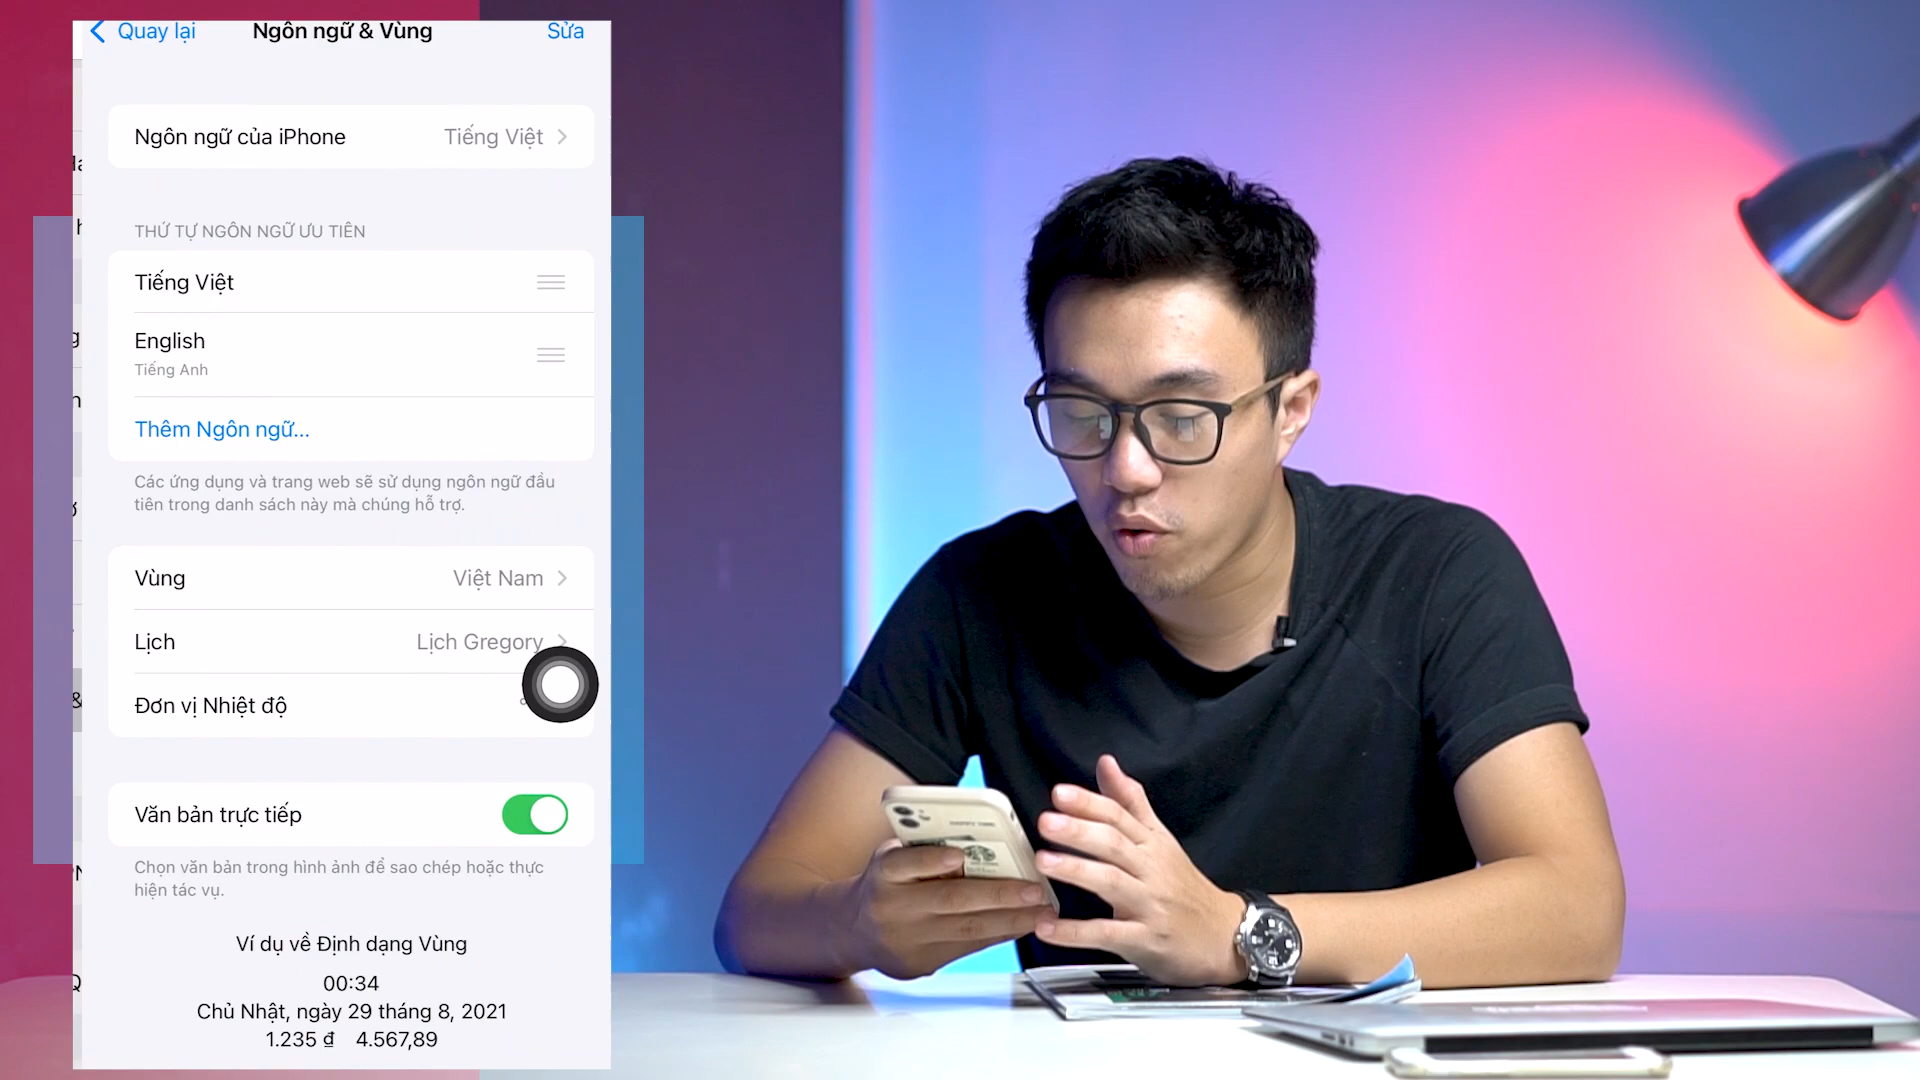 Quay lại
Ngôn ngữ & Vùng
Sửa
Ngôn ngữ của iPhone
Tiếng Việt
THỨ TỰ NGÔN NGỮ ƯU TIÊN
Tiếng Việt
English
Tiếng Anh
Thêm Ngôn ngữ...
Các ứng dụng và trang web sẽ sử dụng ngôn ngữ đầu
tiên trong danh sách này mà chúng hỗ trợ.
Vùng
Việt Nam
Lịch
Lịch Gregory
Đơn vị Nhiệt độ
Văn bản trực tiếp
Chọn văn bản trong hình ảnh để sao chép hoặc thực
hiện tác vụ.
Ví dụ về Định dạng Vùng
00:34
Chủ Nhật, ngày 29 tháng 8, 2021
1.235 ₫ 4.567,89